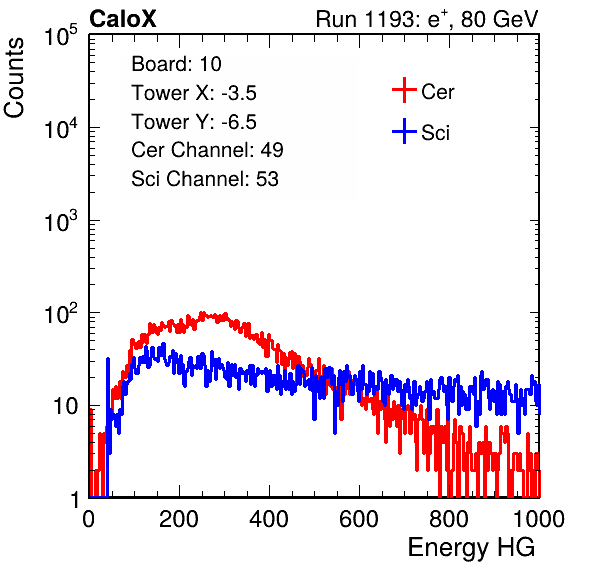 CaloX Run 1193: e⁺, 80 GeV
Counts
10⁵
10⁴
10³
10²
10
1
Board: 10
Tower X: -3.5
Tower Y: -6.5
Cer Channel: 49
Sci Channel: 53
Cer
Sci
0 200 400 600 800 1000
Energy HG